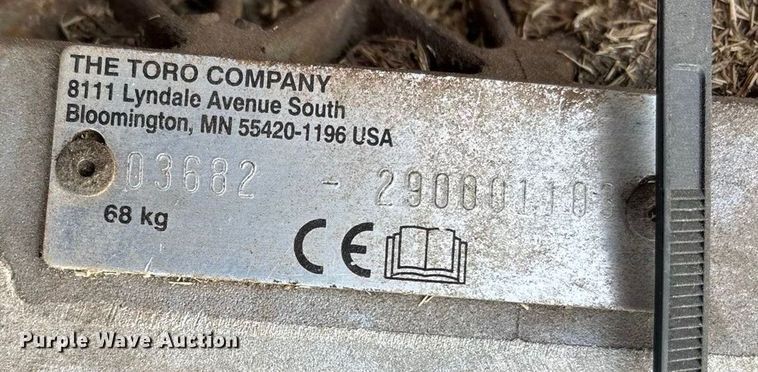 THE TORO COMPANY
8111 Lyndale Avenue South
Bloomington, MN 55420-1196 USA
03682 - 290001103
68 kg
CE
Purple Wave Auction